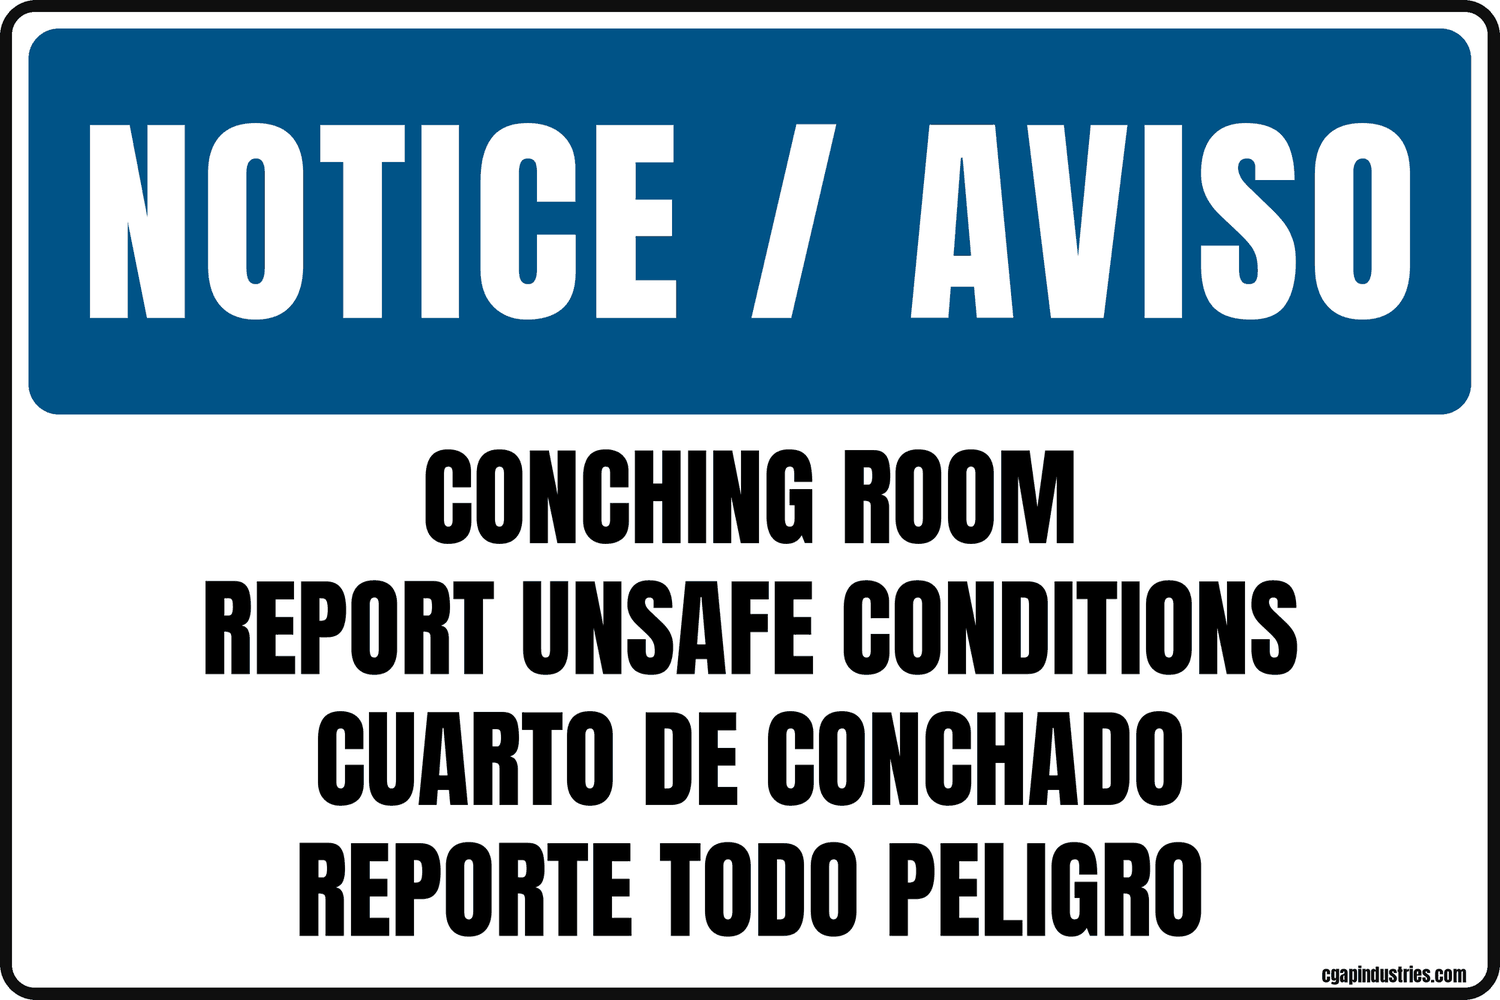 NOTICE / AVISO
CONCHING ROOM
REPORT UNSAFE CONDITIONS
CUARTO DE CONCHADO
REPORTE TODO PELIGRO
cgapindustries.com